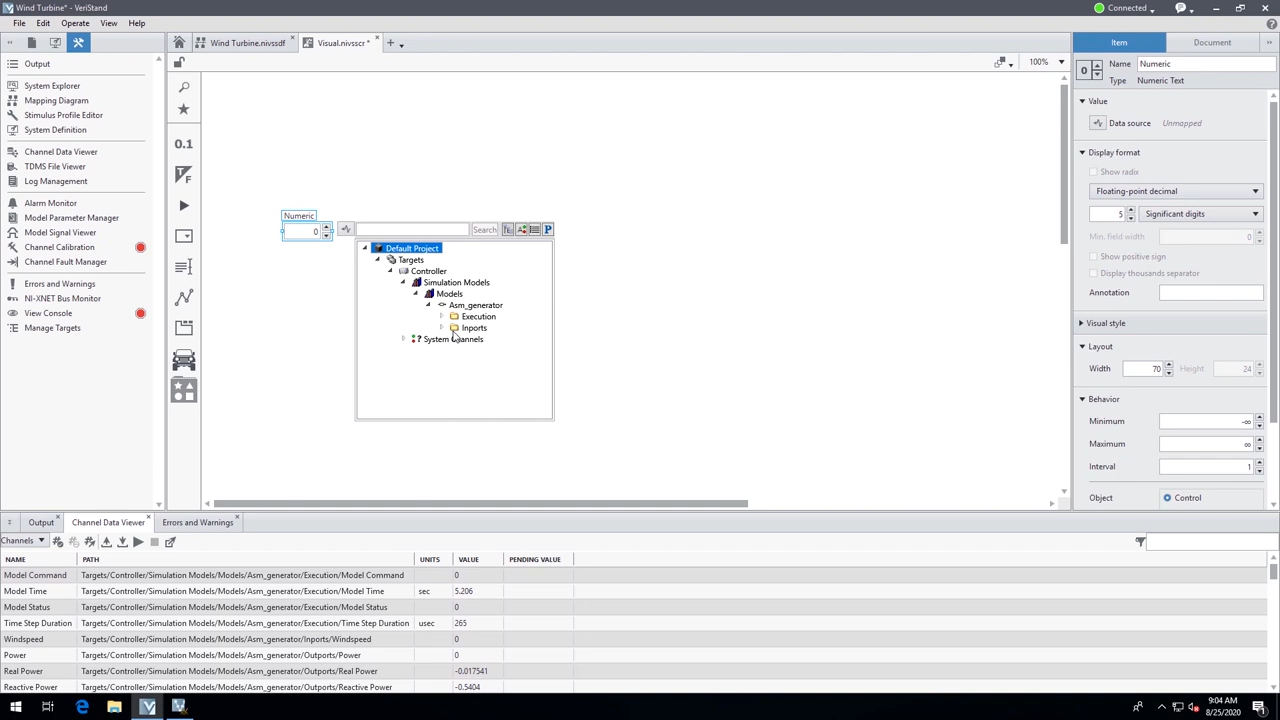 Wind Turbine* - VeriStand
Connected
File Edit Operate View Help
Wind Turbine.nivssdf
Visual.nivsscr *
Item
Document
Output
100%
0
Name
Numeric
Type
Numeric Text
System Explorer
Mapping Diagram
Stimulus Profile Editor
System Definition
Channel Data Viewer
TDMS File Viewer
Log Management
Alarm Monitor
Model Parameter Manager
Model Signal Viewer
Channel Calibration
Channel Fault Manager
Errors and Warnings
NI-XNET Bus Monitor
View Console
Manage Targets
0.1
Numeric
0
Search
Default Project
Targets
Controller
Simulation Models
Models
Asm_generator
Execution
Inports
System Channels
Value
Data source Unmapped
Display format
Show radix
Floating-point decimal
5 Significant digits
Min. field width 0
Show positive sign
Display thousands separator
Annotation
Visual style
Layout
Width 70 Height 24
Behavior
Minimum -∞
Maximum ∞
Interval 1
Object Control
Output
Channel Data Viewer
Errors and Warnings
Channels
NAME PATH UNITS VALUE PENDING VALUE
Model Command Targets/Controller/Simulation Models/Models/Asm_generator/Execution/Model Command 0
Model Time Targets/Controller/Simulation Models/Models/Asm_generator/Execution/Model Time sec 5.206
Model Status Targets/Controller/Simulation Models/Models/Asm_generator/Execution/Model Status 0
Time Step Duration Targets/Controller/Simulation Models/Models/Asm_generator/Execution/Time Step Duration usec 265
Windspeed Targets/Controller/Simulation Models/Models/Asm_generator/Inports/Windspeed 0
Power Targets/Controller/Simulation Models/Models/Asm_generator/Outports/Power 0
Real Power Targets/Controller/Simulation Models/Models/Asm_generator/Outports/Real Power -0.017541
Reactive Power Targets/Controller/Simulation Models/Models/Asm_generator/Outports/Reactive Power -0.5404
9:04 AM
8/25/2020